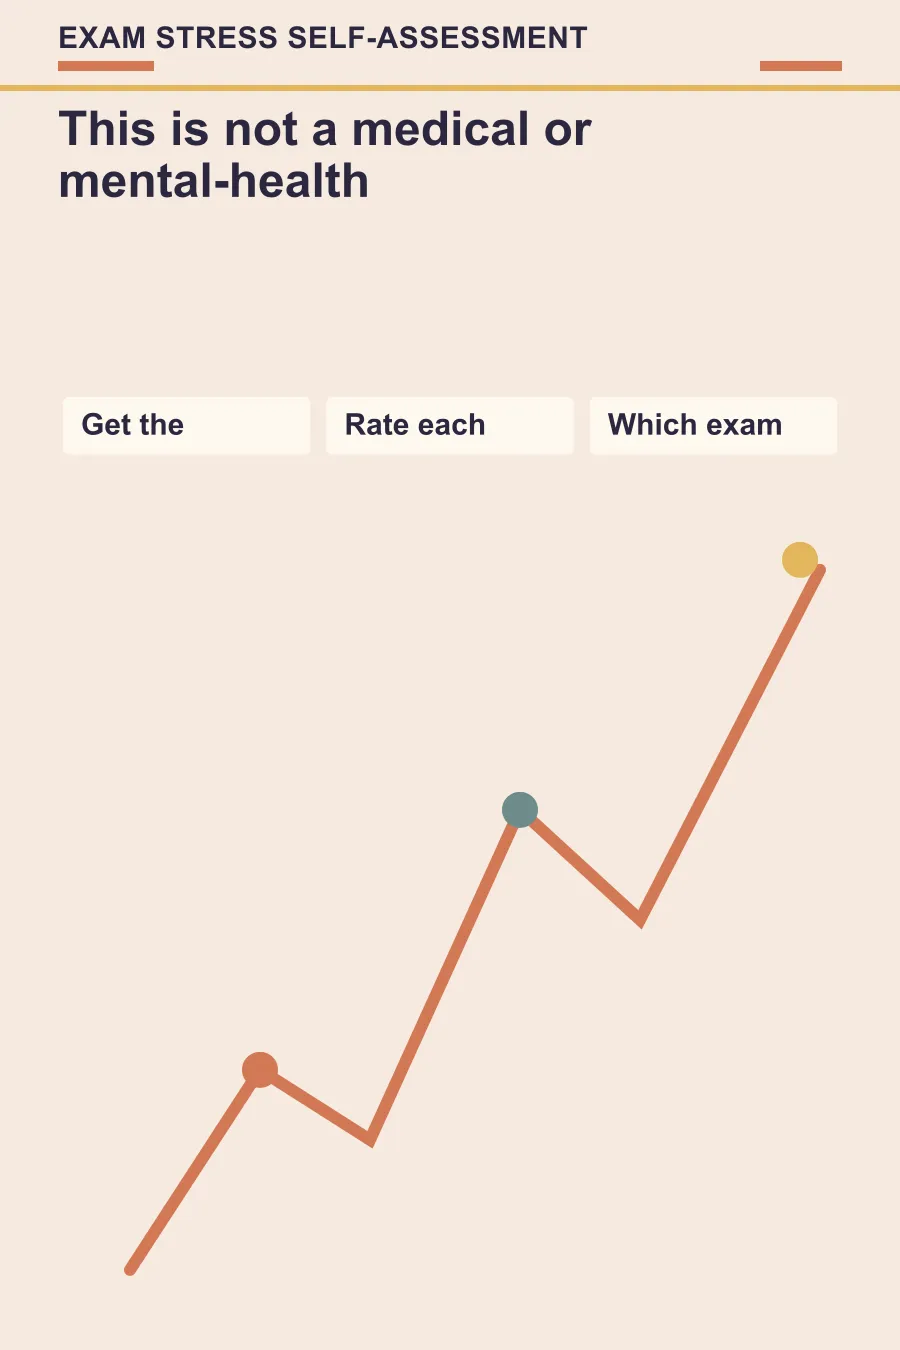 EXAM STRESS SELF-ASSESSMENT
This is not a medical or
mental-health
Get the
Rate each
Which exam